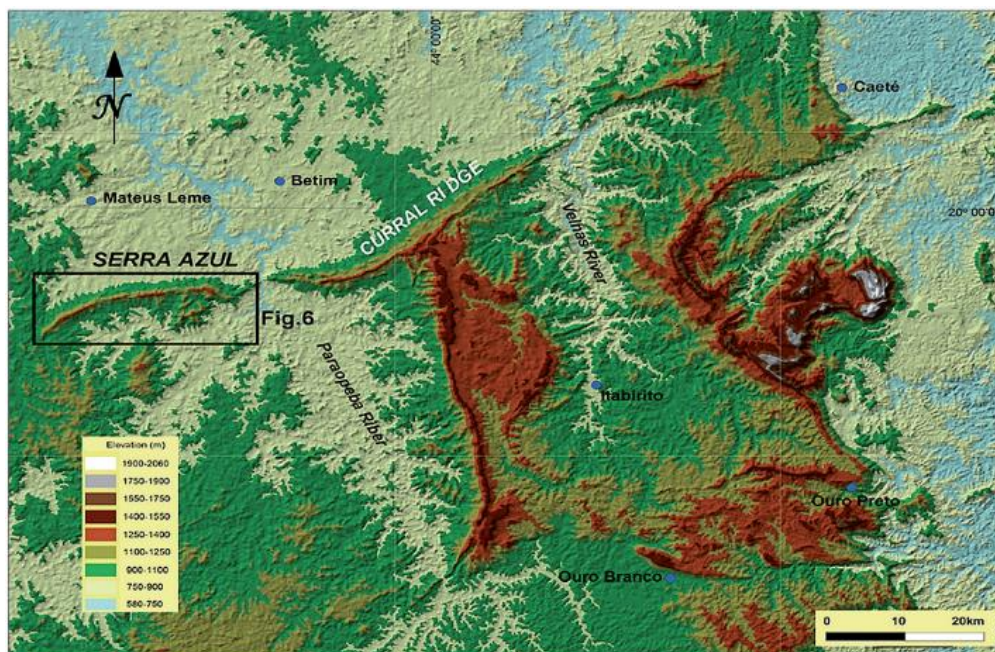 N
44° 00'00"
Caeté
Betim
Mateus Leme
CURRAL RIDGE
Velhas River
20° 00'00
SERRA AZUL
Fig.6
Paraopeba Riber
Itabirito
Elevation (m)
1900-2060
1750-1900
1550-1750
1400-1550
1250-1400
1100-1250
900-1100
750-900
580-750
Ouro Preto
Ouro Branco
0 10 20km